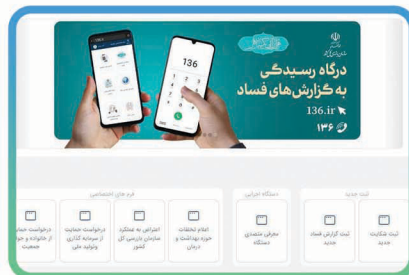 درگاه رسیدگی
به گزارش‌های فساد
136.ir
۱۳۶
136
ثبت جدید
دستگاه اجرایی
فرم های اختصاصی
ثبت شکایت
جدید
ثبت گزارش فساد
جدید
معرفی متصدی
دستگاه
اعلام تخلفات
حوزه بهداشت و
درمان
اعتراض به عملکرد
سازمان بازرسی کل
کشور
درخواست حمایت
از سرمایه گذاری
وتولید ملی
درخواست حمایت
از خانواده و
جمعیت